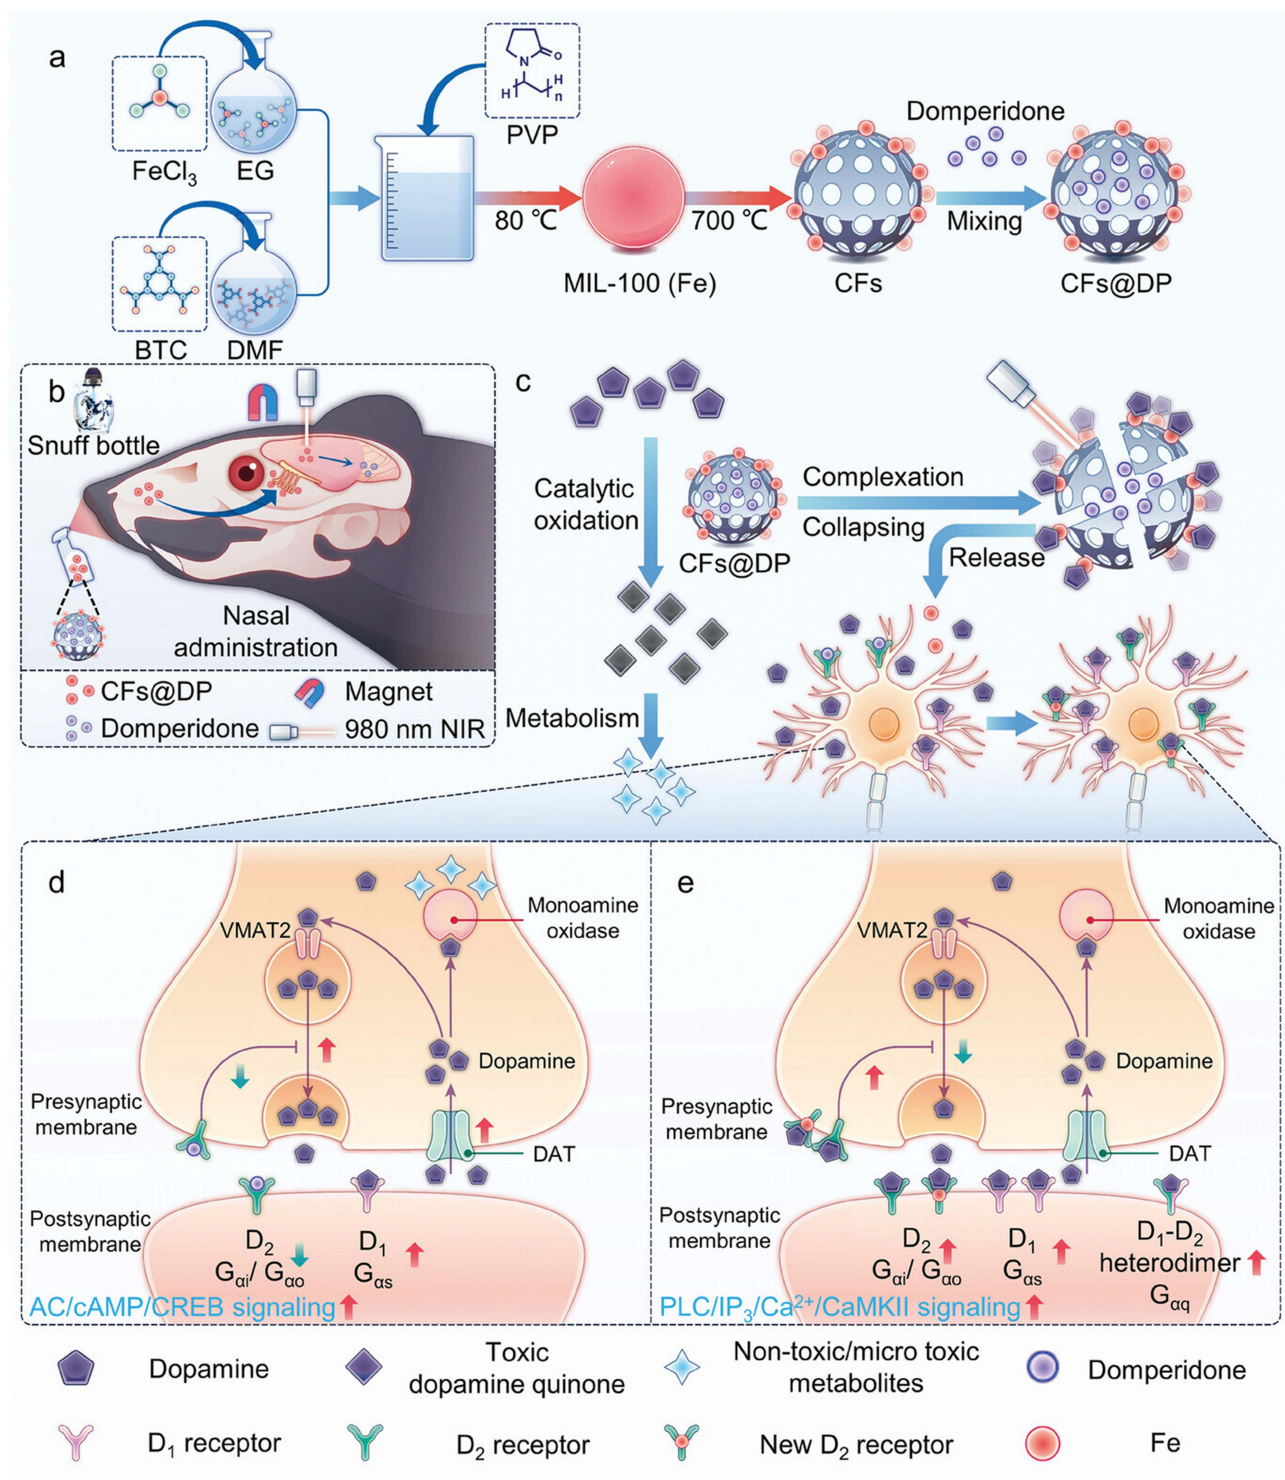 a
FeCl3
EG
BTC
DMF
N
O
H
H
n
PVP
80 ℃
MIL-100 (Fe)
700 ℃
CFs
Domperidone
Mixing
CFs@DP
b
Snuff bottle
Nasal
administration
CFs@DP
Magnet
Domperidone
980 nm NIR
c
Catalytic
oxidation
CFs@DP
Complexation
Collapsing
Release
Metabolism
d
VMAT2
Monoamine
oxidase
Dopamine
Presynaptic
membrane
DAT
Postsynaptic
membrane
D2
Gαi/ Gαo
D1
Gαs
AC/cAMP/CREB signaling
e
VMAT2
Monoamine
oxidase
Dopamine
Presynaptic
membrane
DAT
Postsynaptic
membrane
D2
Gαi/ Gαo
D1
Gαs
D1-D2
heterodimer
Gαq
PLC/IP3/Ca2+/CaMKII signaling
Dopamine
Toxic
dopamine quinone
Non-toxic/micro toxic
metabolites
Domperidone
D1 receptor
D2 receptor
New D2 receptor
Fe